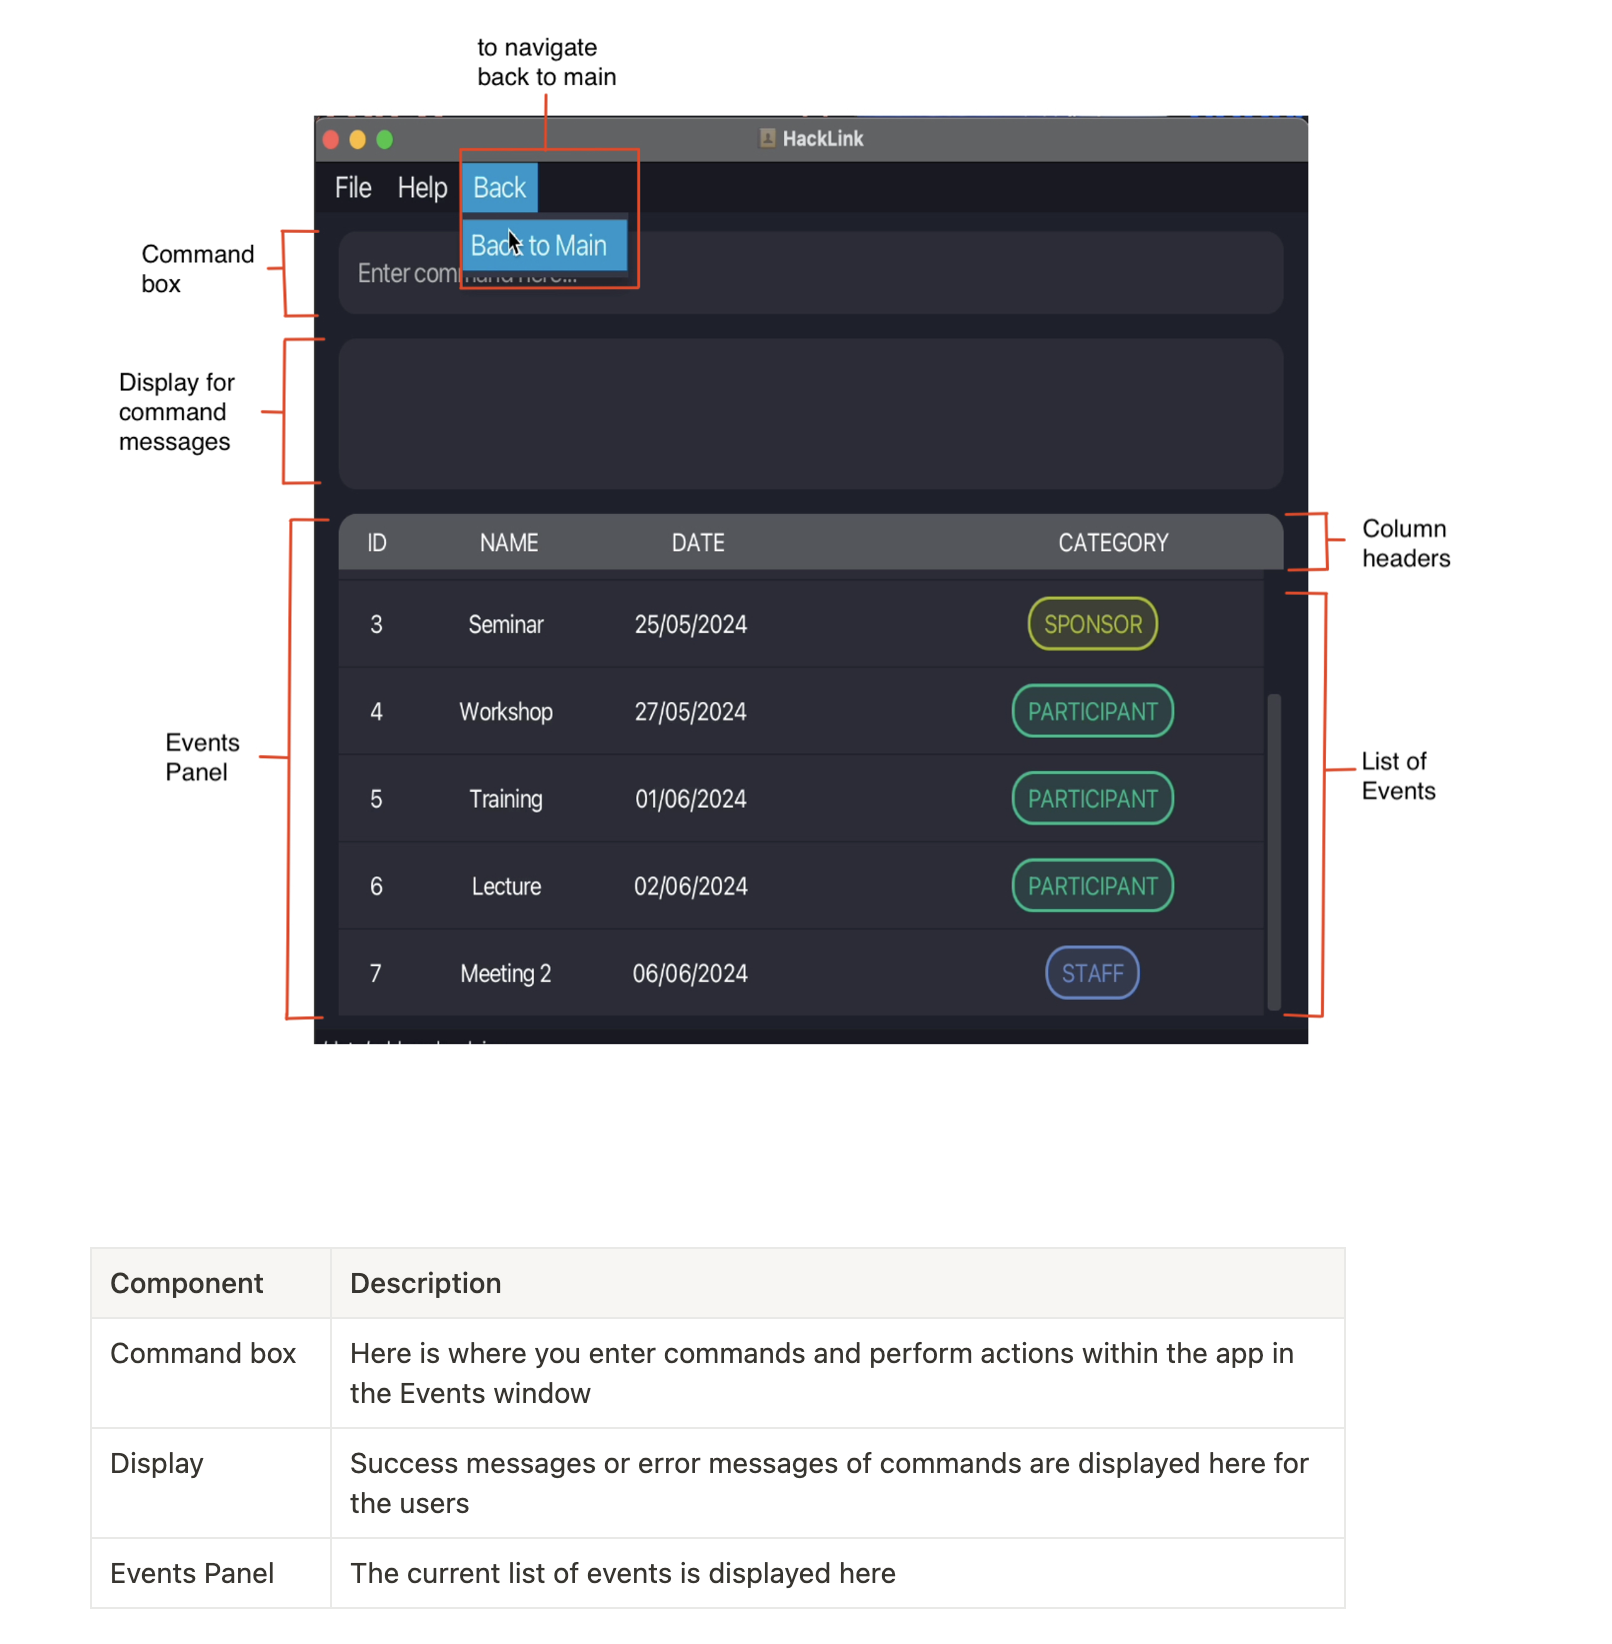 to navigate
back to main
HackLink
File Help Back
Back to Main
Command
box
Enter command here...
Display for
command
messages
ID NAME DATE CATEGORY
Column
headers
3 Seminar 25/05/2024 SPONSOR
4 Workshop 27/05/2024 PARTICIPANT
Events
Panel
List of
Events
5 Training 01/06/2024 PARTICIPANT
6 Lecture 02/06/2024 PARTICIPANT
7 Meeting 2 06/06/2024 STAFF
Component Description
Command box Here is where you enter commands and perform actions within the app in
the Events window
Display Success messages or error messages of commands are displayed here for
the users
Events Panel The current list of events is displayed here